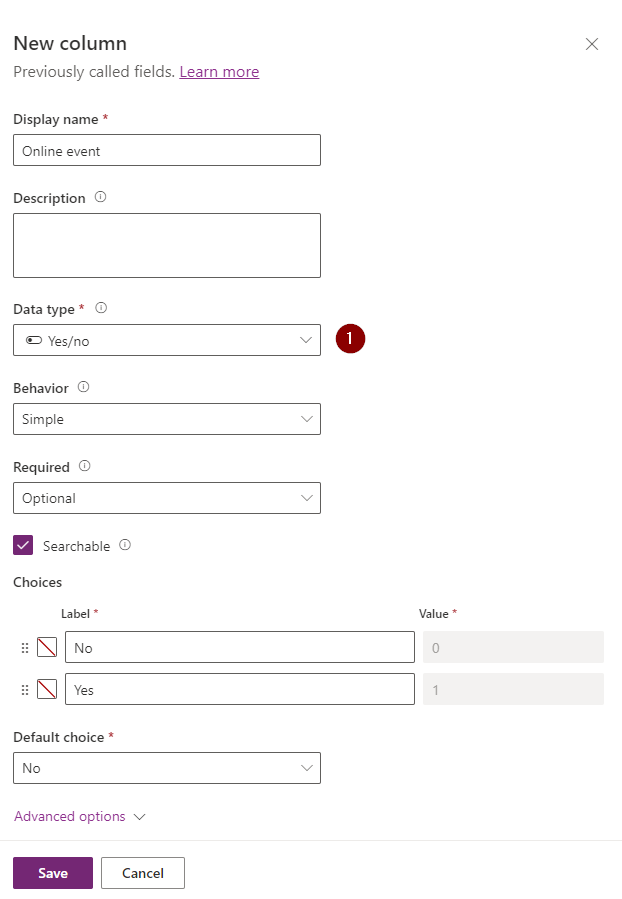 New column
Previously called fields. Learn more
Display name *
Online event
Description
Data type *
Yes/no
1
Behavior
Simple
Required
Optional
Searchable
Choices
Label * Value *
No 0
Yes 1
Default choice *
No
Advanced options
Save Cancel